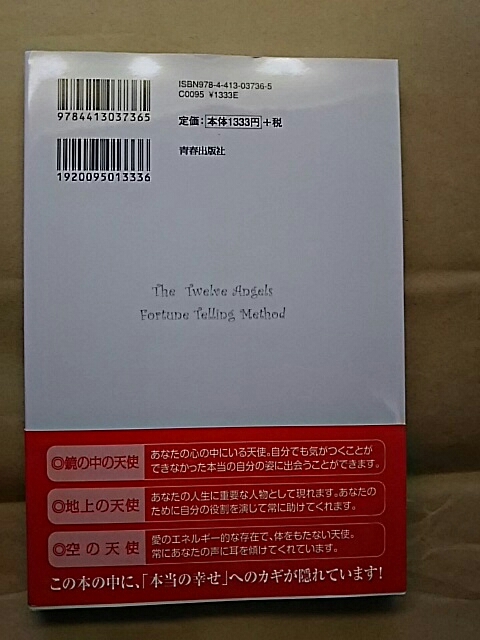 ISBN978-4-413-03736-5
C0095 ¥1333E
9784413037365
定価：本体1333円+税
青春出版社
1920095013336
The Twelve Angels
Fortune Telling Method
◎鏡の中の天使
あなたの心の中にいる天使。自分でも気がつくことが
できなかった本当の自分の姿に出会うことができます。
◎地上の天使
あなたの人生に重要な人物として現れます。あなたの
ために自分の役割を演じて常に助けてくれます。
◎空の天使
愛のエネルギー的な存在で、体をもたない天使。
常にあなたの声に耳を傾けてくれています。
この本の中に、「本当の幸せ」へのカギが隠れています!